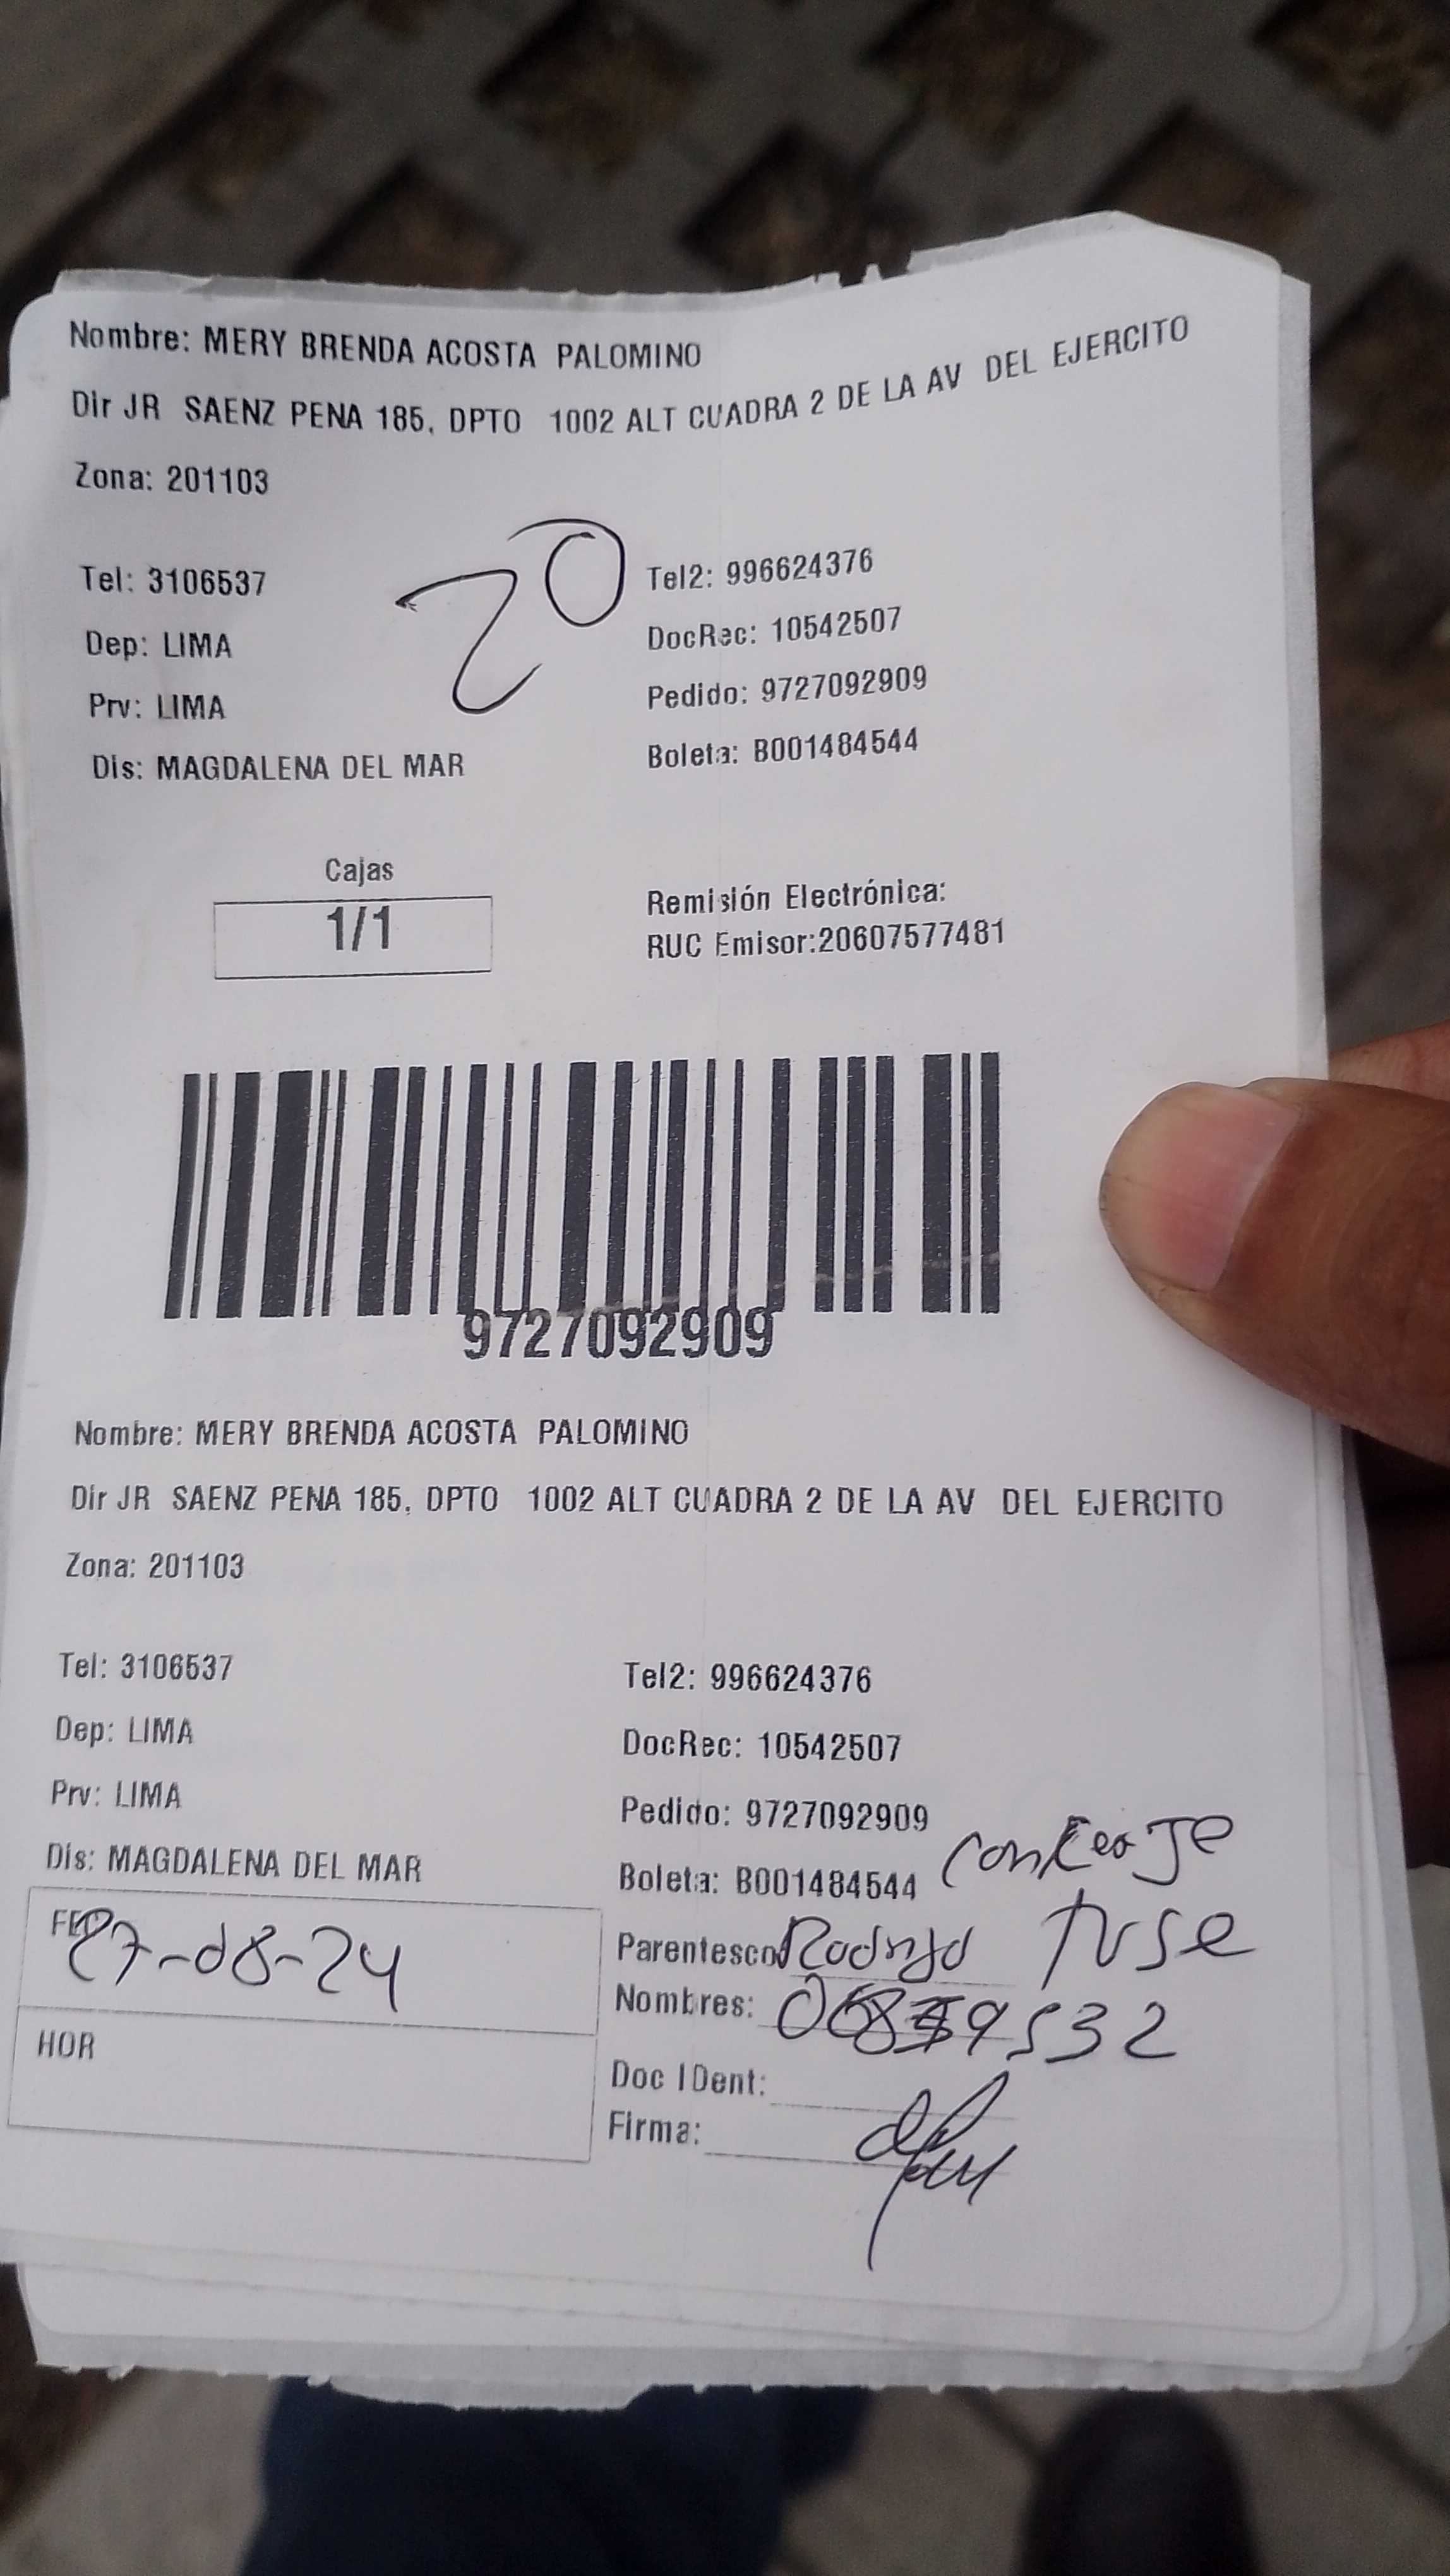 Nombre: MERY BRENDA ACOSTA PALOMINO
Dir JR SAENZ PENA 185, DPTO 1002 ALT CUADRA 2 DE LA AV DEL EJERCITO
Zona: 201103
20
Tel: 3106537
Tel2: 996624376
Dep: LIMA
DocRec: 10542507
Prv: LIMA
Pedido: 9727092909
Dis: MAGDALENA DEL MAR
Boleta: B001484544
Cajas
1/1
Remisión Electrónica:
RUC Emisor:20607577481
9727092909
Nombre: MERY BRENDA ACOSTA PALOMINO
Dir JR SAENZ PENA 185, DPTO 1002 ALT CUADRA 2 DE LA AV DEL EJERCITO
Zona: 201103
Tel: 3106537
Tel2: 996624376
Dep: LIMA
DocRec: 10542507
Prv: LIMA
Pedido: 9727092909
Dis: MAGDALENA DEL MAR
Boleta: B001484544
27-08-24
Parentesco: Rodrigo
Nombres:
HOR
Doc IDent:
Firma: